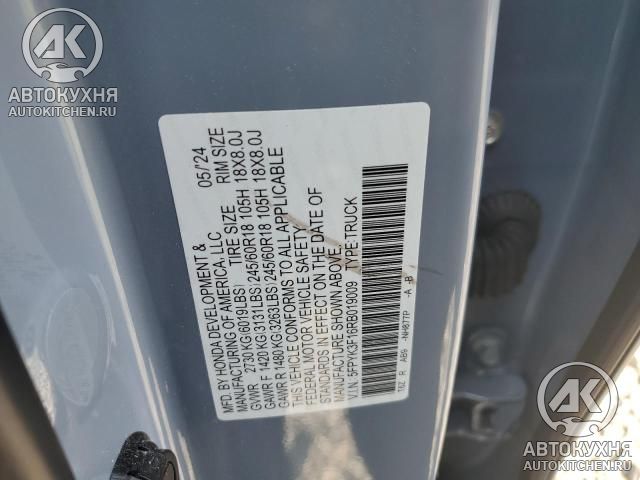 MFD. BY HONDA DEVELOPMENT &
MANUFACTURING OF AMERICA, LLC 05/'24
TIRE SIZE RIM SIZE
GVWR 2730 KG(6019LBS)
GAWR F 1420 KG(3131LBS)245/60R18 105H 18X8.0J
GAWR R 1480 KG(3263LBS)245/60R18 105H 18X8.0J
THIS VEHICLE CONFORMS TO ALL APPLICABLE
FEDERAL MOTOR VEHICLE SAFETY
STANDARDS IN EFFECT ON THE DATE OF
MANUFACTURE SHOWN ABOVE.
V.I.N: 5FPYK3F16RB019009 TYPE:TRUCK
AK
АВТОКУХНЯ
AUTOKITCHEN.RU
AK
АВТОКУХНЯ
AUTOKITCHEN.RU